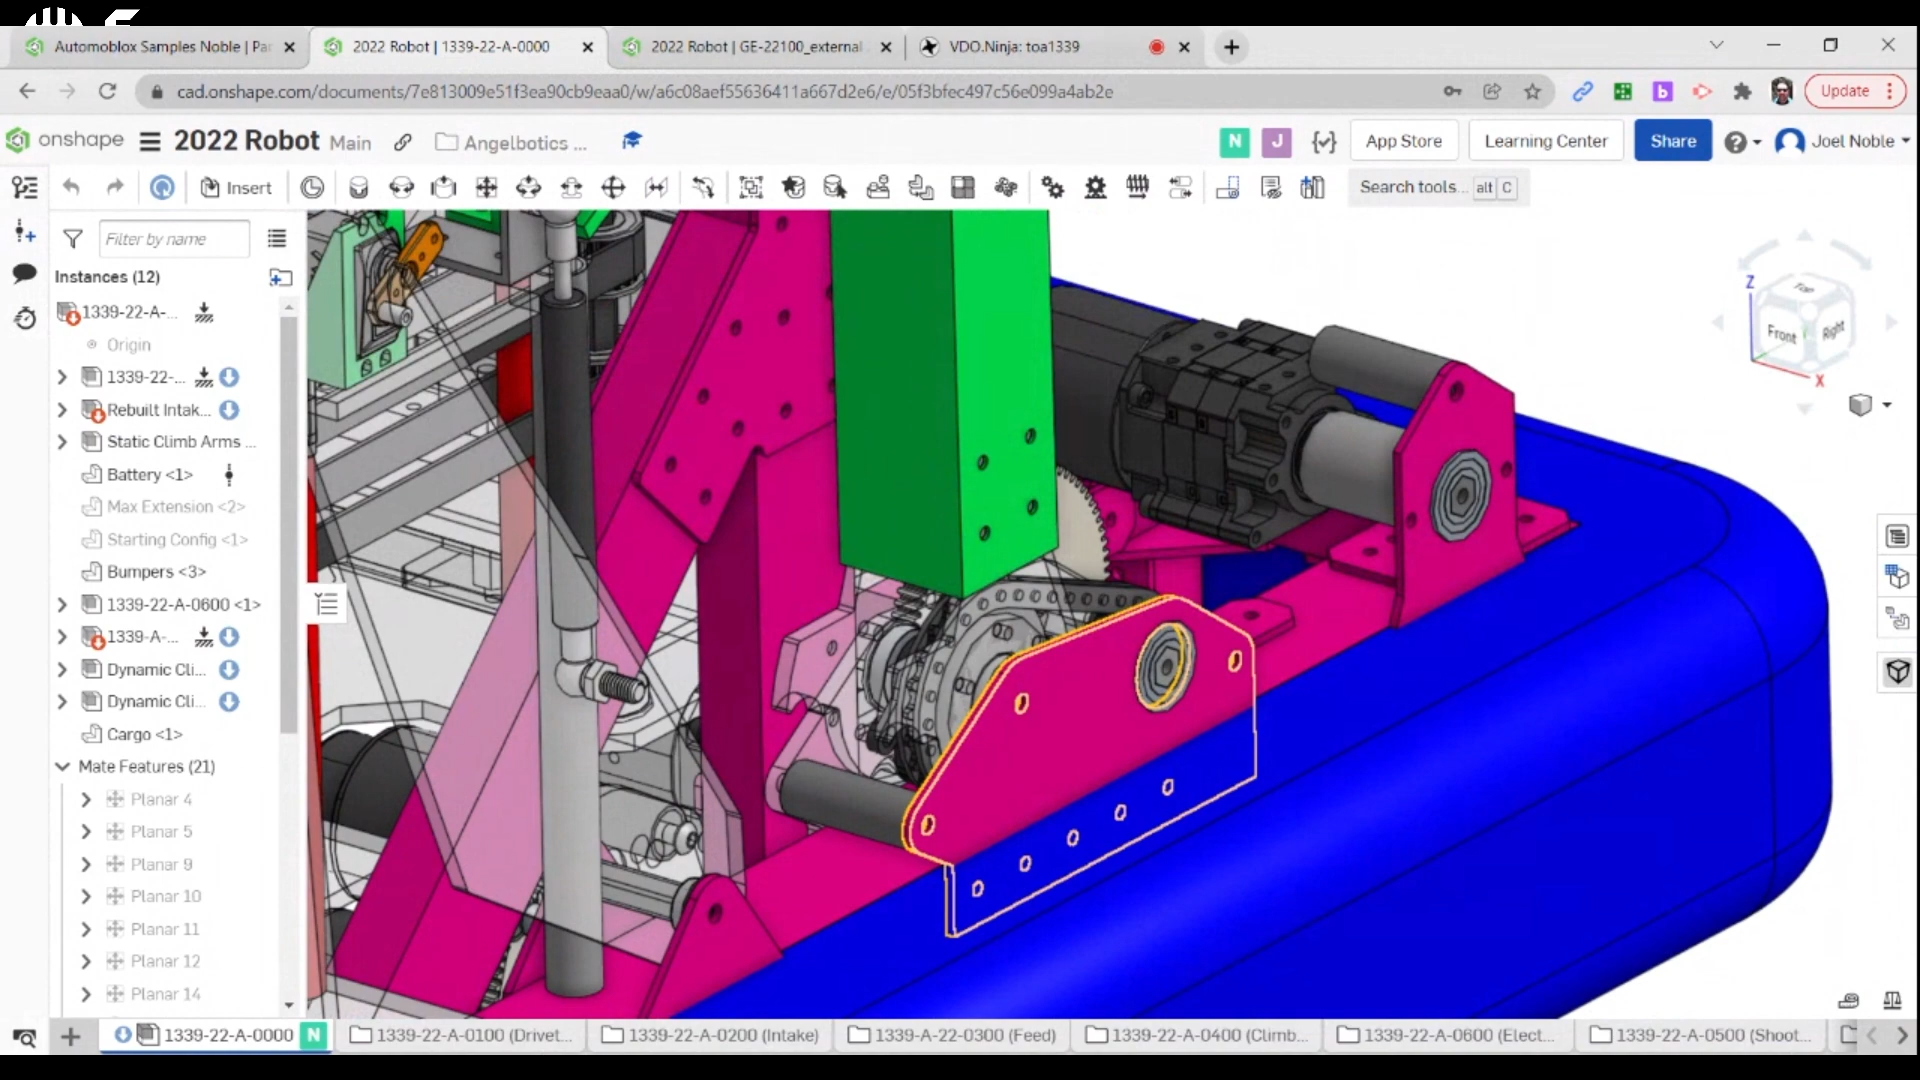 Automoblox Samples Noble | Pa
2022 Robot | 1339-22-A-0000
2022 Robot | GE-22100_external
VDO.Ninja: toa1339
cad.onshape.com/documents/7e813009e51f3ea90cb9eaa0/w/a6c08aef55636411a667d2e6/e/05f3bfec497c56e099a4ab2e
Update
onshape
2022 Robot Main
Angelbotics ...
N
J
App Store
Learning Center
Share
Joel Noble
Insert
Search tools... alt C
Filter by name
Instances (12)
1339-22-A-...
Origin
1339-22-...
Rebuilt Intak...
Static Climb Arms ...
Battery <1>
Max Extension <2>
Starting Config <1>
Bumpers <3>
1339-22-A-0600 <1>
1339-A-...
Dynamic Cli...
Dynamic Cli...
Cargo <1>
Mate Features (21)
Planar 4
Planar 5
Planar 9
Planar 10
Planar 11
Planar 12
Planar 14
Z
Top
Front
Right
X
1339-22-A-0000 N
1339-22-A-0100 (Drivet...
1339-22-A-0200 (Intake)
1339-A-22-0300 (Feed)
1339-22-A-0400 (Climb...
1339-22-A-0600 (Elect...
1339-22-A-0500 (Shoot...